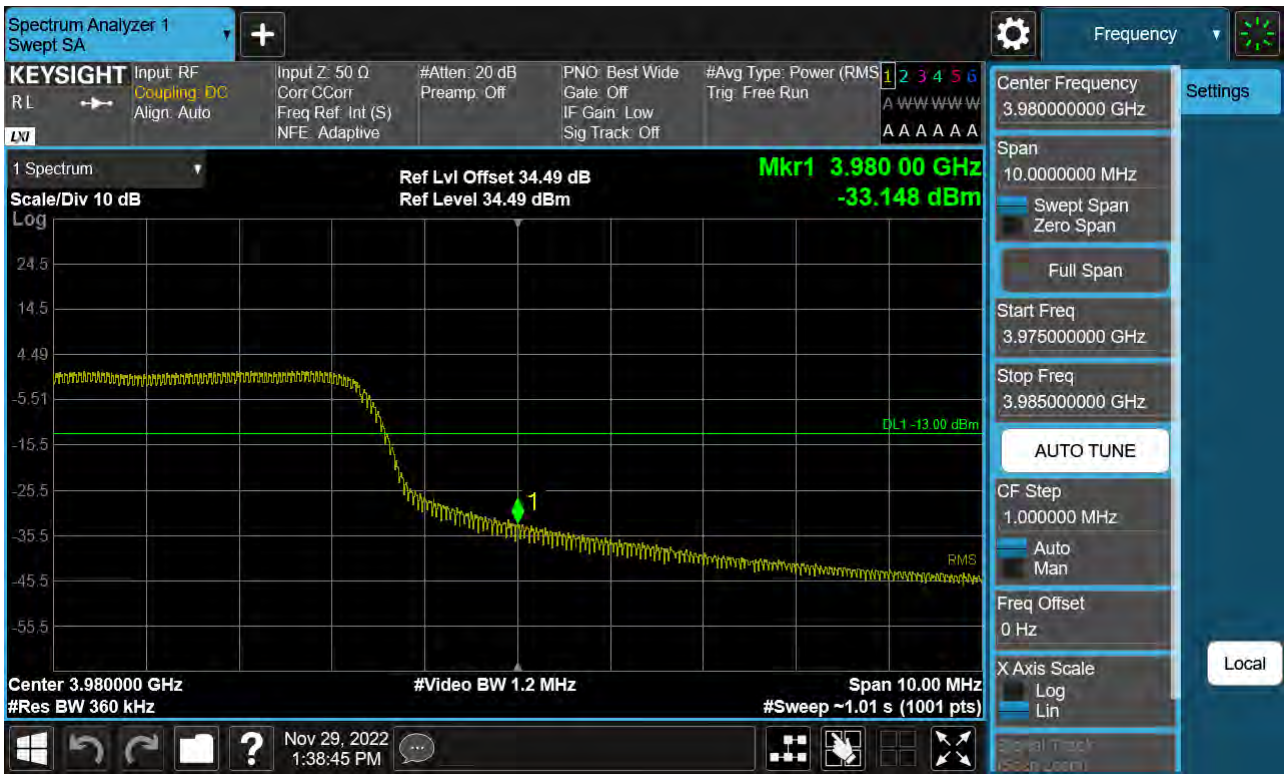 Spectrum Analyzer 1
Swept SA
Frequency
KEYSIGHT
RL
LXI
Input: RF
Coupling: DC
Align: Auto
Input Z: 50 Ω
Corr CCorr
Freq Ref: Int (S)
NFE: Adaptive
#Atten: 20 dB
Preamp: Off
PNO: Best Wide
Gate: Off
IF Gain: Low
Sig Track: Off
#Avg Type: Power (RMS
Trig: Free Run
1 2 3 4 5 6
A W W W W W
A A A A A A
1 Spectrum
Scale/Div 10 dB
Log
Ref Lvl Offset 34.49 dB
Ref Level 34.49 dBm
Mkr1 3.980 00 GHz
-33.148 dBm
24.5
14.5
4.49
-5.51
-15.5
-25.5
-35.5
-45.5
-55.5
DL1 -13.00 dBm
1
RMS
Center 3.980000 GHz
#Res BW 360 kHz
#Video BW 1.2 MHz
Span 10.00 MHz
#Sweep ~1.01 s (1001 pts)
Center Frequency
3.980000000 GHz
Settings
Span
10.0000000 MHz
Swept Span
Zero Span
Full Span
Start Freq
3.975000000 GHz
Stop Freq
3.985000000 GHz
AUTO TUNE
CF Step
1.000000 MHz
Auto
Man
Freq Offset
0 Hz
X Axis Scale
Log
Lin
Local
Signal Track
(Span Zoom)
Nov 29, 2022
1:38:45 PM